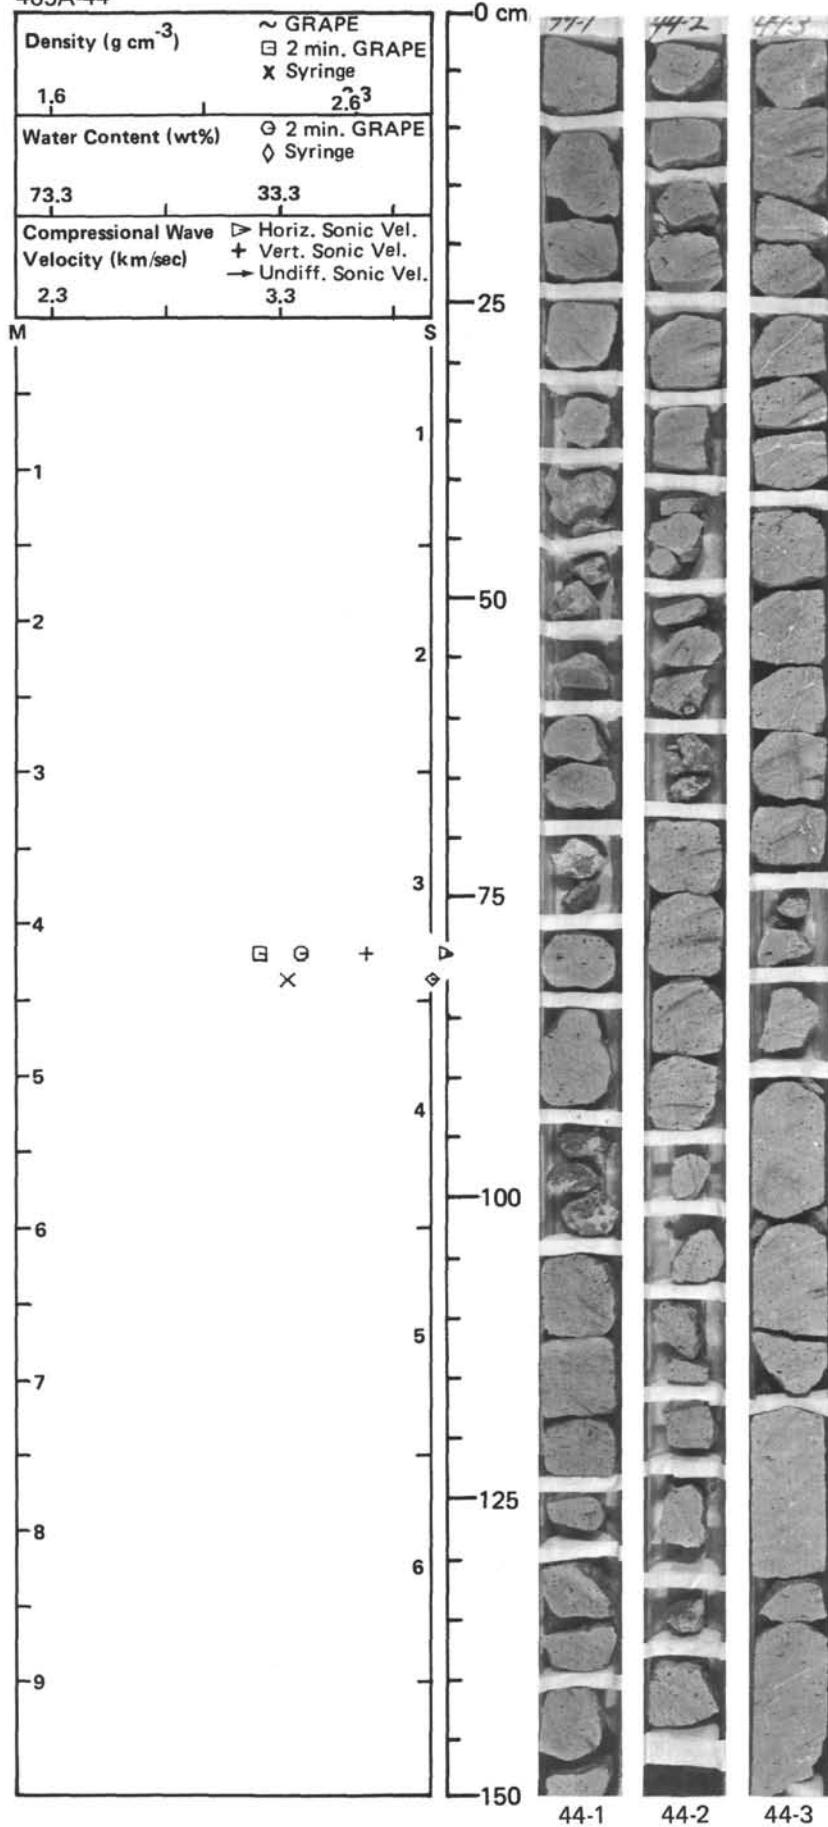 Density (g cm-3)
~ GRAPE
⊡ 2 min. GRAPE
x Syringe
1.6
2.6
Water Content (wt%)
⊙ 2 min. GRAPE
◊ Syringe
73.3 33.3
Compressional Wave
Velocity (km/sec)
▷ Horiz. Sonic Vel.
+ Vert. Sonic Vel.
→ Undiff. Sonic Vel.
2.3 3.3
M S
1
2
3
4
5
6
7
8
9
1
2
3
4
5
6
0 cm
25
50
75
100
125
150
44-2
44-3
44-1 44-2 44-3